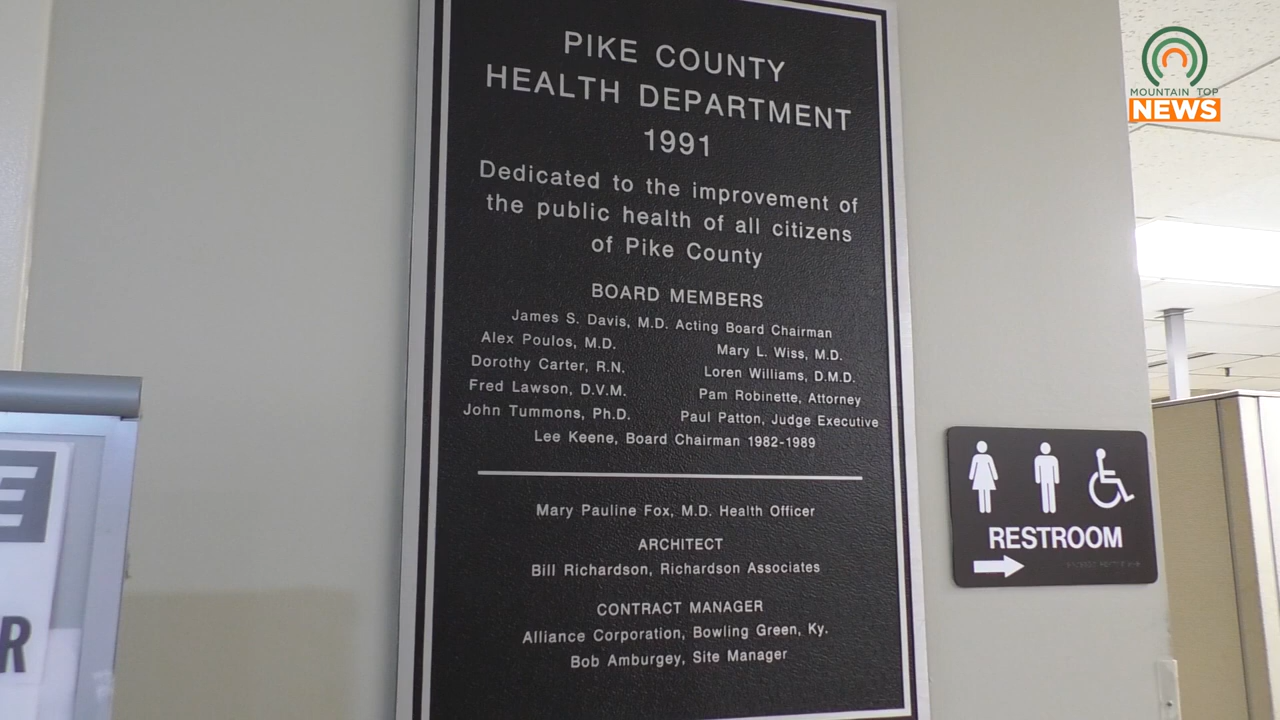 PIKE COUNTY
HEALTH DEPARTMENT
1991
Dedicated to the improvement of
the public health of all citizens
of Pike County
BOARD MEMBERS
James S. Davis, M.D. Acting Board Chairman
Alex Poulos, M.D. Mary L. Wiss, M.D.
Dorothy Carter, R.N. Loren Williams, D.M.D.
Fred Lawson, D.V.M. Pam Robinette, Attorney
John Tummons, Ph.D. Paul Patton, Judge Executive
Lee Keene, Board Chairman 1982-1989
Mary Pauline Fox, M.D. Health Officer
ARCHITECT
Bill Richardson, Richardson Associates
CONTRACT MANAGER
Alliance Corporation, Bowling Green, Ky.
Bob Amburgey, Site Manager
RESTROOM
MOUNTAIN TOP
NEWS
E
R